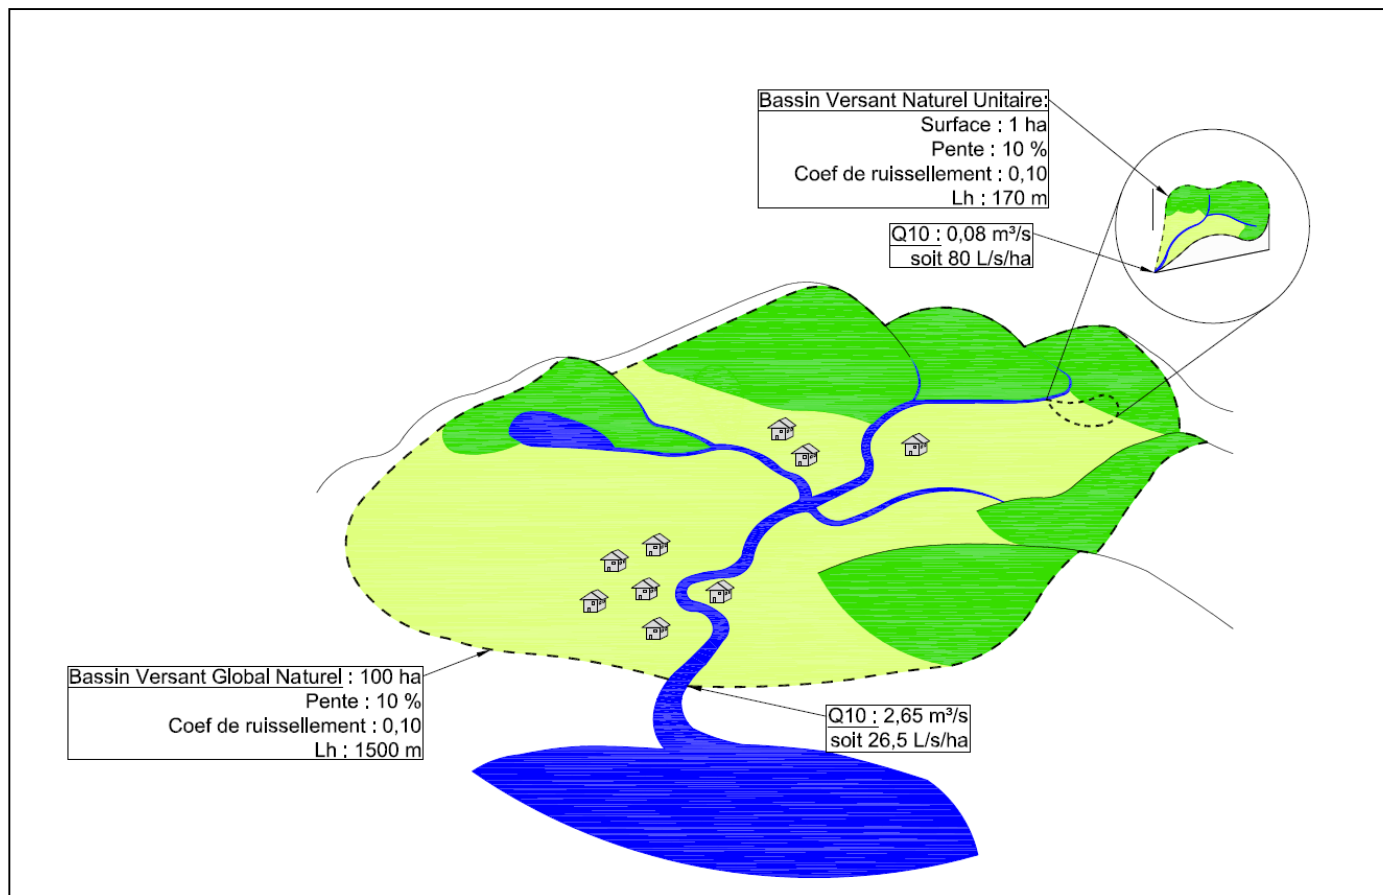 Bassin Versant Naturel Unitaire:
Surface : 1 ha
Pente : 10 %
Coef de ruissellement : 0,10
Lh : 170 m
Q10 : 0,08 m³/s
soit 80 L/s/ha
Bassin Versant Global Naturel : 100 ha
Pente : 10 %
Coef de ruissellement : 0,10
Lh : 1500 m
Q10 : 2,65 m³/s
soit 26,5 L/s/ha